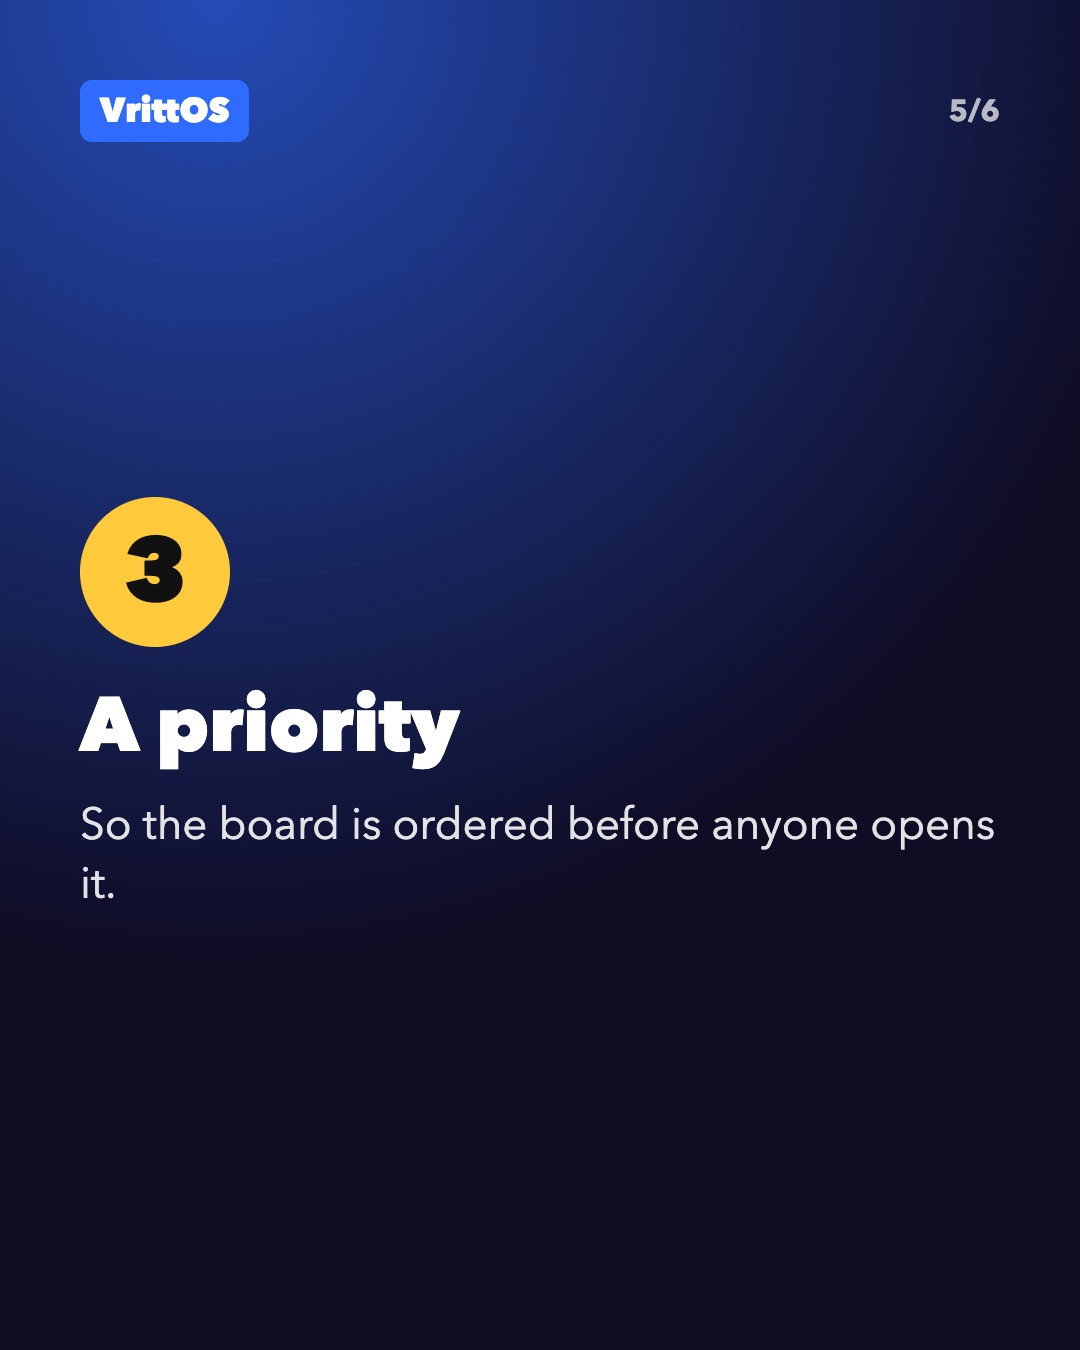 VrittOS
5/6
3
A priority
So the board is ordered before anyone opens
it.